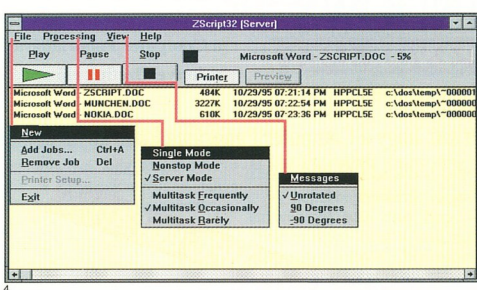 ZScript32 (Server)
File Processing View Help
Play Pause Stop
Microsoft Word - ZSCRIPT.DOC - 5%
Printer Preview
Microsoft Word - ZSCRIPT.DOC 484K 10/29/95 07:21:14 PM HPPCL5E c:\dos\temp\~000001
Microsoft Word - MUNCHEN.DOC 3227K 10/29/95 07:22:54 PM HPPCL5E c:\dos\temp\~000000
Microsoft Word - NOKIA.DOC 610K 10/29/95 07:23:36 PM HPPCL5E c:\dos\temp\~000000
New
Add Jobs... Ctrl+A
Remove Job Del
Printer Setup...
Exit
Single Mode
Nonstop Mode
✓Server Mode
Multitask Frequently
✓Multitask Occasionally
Multitask Rarely
Messages
✓Unrotated
90 Degrees
-90 Degrees
4